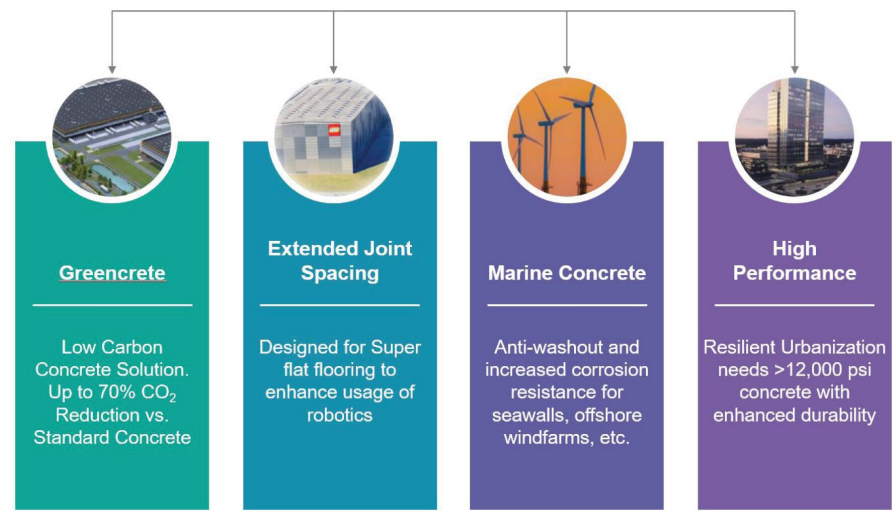 Greencrete
Low Carbon
Concrete Solution.
Up to 70% CO₂
Reduction vs.
Standard Concrete
LEGO
Extended Joint
Spacing
Designed for Super
flat flooring to
enhance usage of
robotics
Marine Concrete
Anti-washout and
increased corrosion
resistance for
seawalls, offshore
windfarms, etc.
High
Performance
Resilient Urbanization
needs >12,000 psi
concrete with
enhanced durability